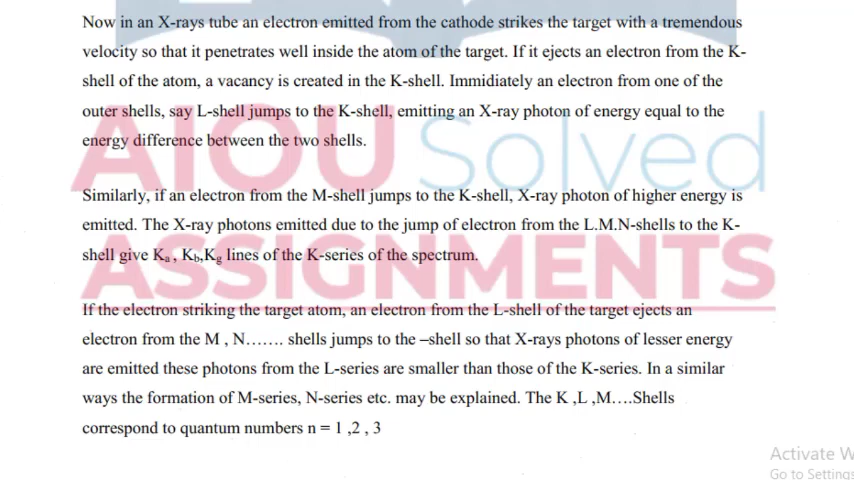 Now in an X-rays tube an electron emitted from the cathode strikes the target with a tremendous
velocity so that it penetrates well inside the atom of the target. If it ejects an electron from the K-
shell of the atom, a vacancy is created in the K-shell. Immidiately an electron from one of the
outer shells, say L-shell jumps to the K-shell, emitting an X-ray photon of energy equal to the
energy difference between the two shells.
AIOU Solved
Similarly, if an electron from the M-shell jumps to the K-shell, X-ray photon of higher energy is
emitted. The X-ray photons emitted due to the jump of electron from the L.M.N-shells to the K-
shell give Ka , Kb,Kg lines of the K-series of the spectrum.
ASSIGNMENTS
If the electron striking the target atom, an electron from the L-shell of the target ejects an
electron from the M , N……. shells jumps to the –shell so that X-rays photons of lesser energy
are emitted these photons from the L-series are smaller than those of the K-series. In a similar
ways the formation of M-series, N-series etc. may be explained. The K ,L ,M….Shells
correspond to quantum numbers n = 1 ,2 , 3
Activate W
Go to Settings